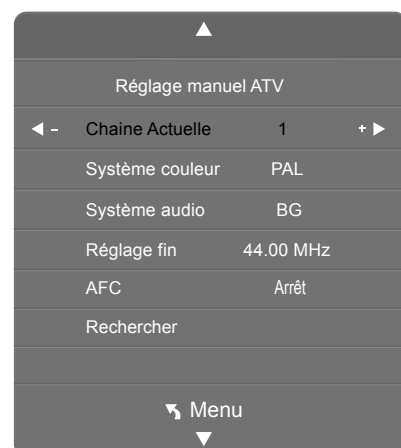 Réglage manuel ATV
- Chaine Actuelle 1 +
Système couleur PAL
Système audio BG
Réglage fin 44.00 MHz
AFC Arrêt
Rechercher
Menu